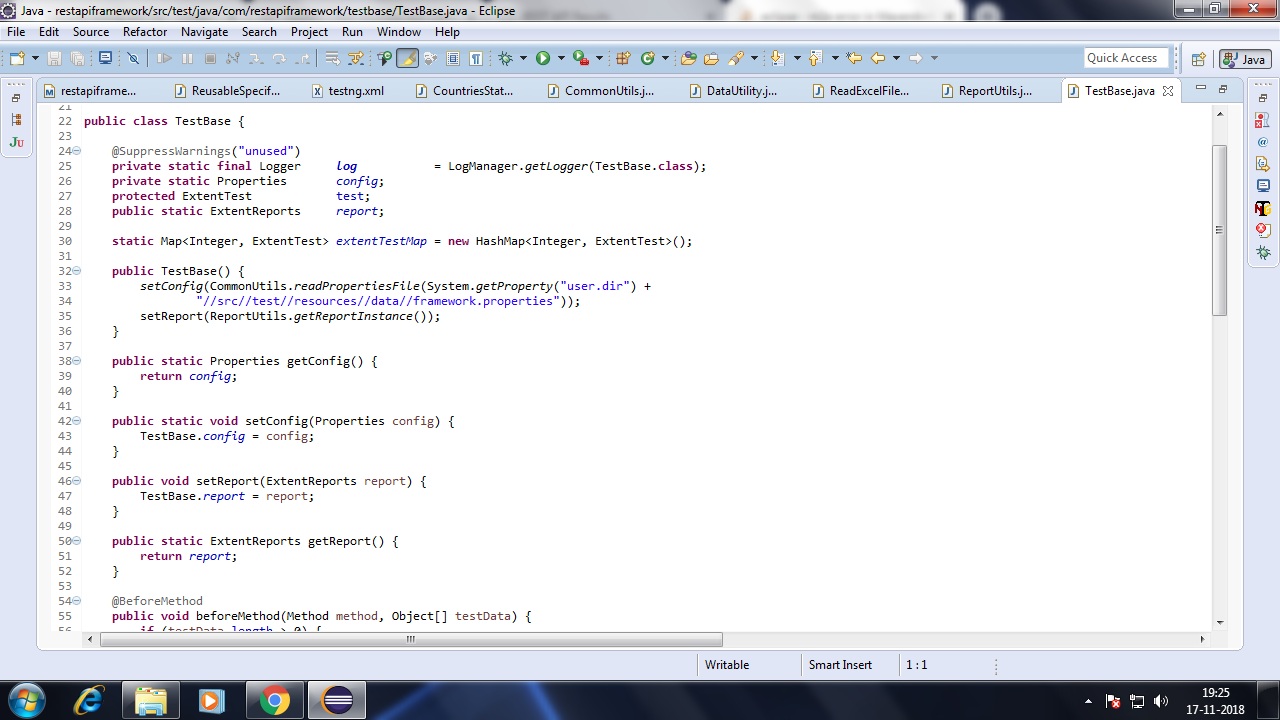 Java - restapiframework/src/test/java/com/restapiframework/testbase/TestBase.java - Eclipse
File Edit Source Refactor Navigate Search Project Run Window Help
Quick Access
Java
restapiframe... ReusableSpecif... testng.xml CountriesStat... CommonUtils.j... DataUtility.j... ReadExcelFile... ReportUtils.j... TestBase.java
21
22 public class TestBase {
23
24 @SuppressWarnings("unused")
25 private static final Logger log = LogManager.getLogger(TestBase.class);
26 private static Properties config;
27 protected ExtentTest test;
28 public static ExtentReports report;
29
30 static Map<Integer, ExtentTest> extentTestMap = new HashMap<Integer, ExtentTest>();
31
32 public TestBase() {
33 setConfig(CommonUtils.readPropertiesFile(System.getProperty("user.dir") +
34 "//src//test//resources//data//framework.properties"));
35 setReport(ReportUtils.getReportInstance());
36 }
37
38 public static Properties getConfig() {
39 return config;
40 }
41
42 public static void setConfig(Properties config) {
43 TestBase.config = config;
44 }
45
46 public void setReport(ExtentReports report) {
47 TestBase.report = report;
48 }
49
50 public static ExtentReports getReport() {
51 return report;
52 }
53
54 @BeforeMethod
55 public void beforeMethod(Method method, Object[] testData) {
56 if (testData.length > 0) {
Writable Smart Insert 1 : 1
19:25
17-11-2018